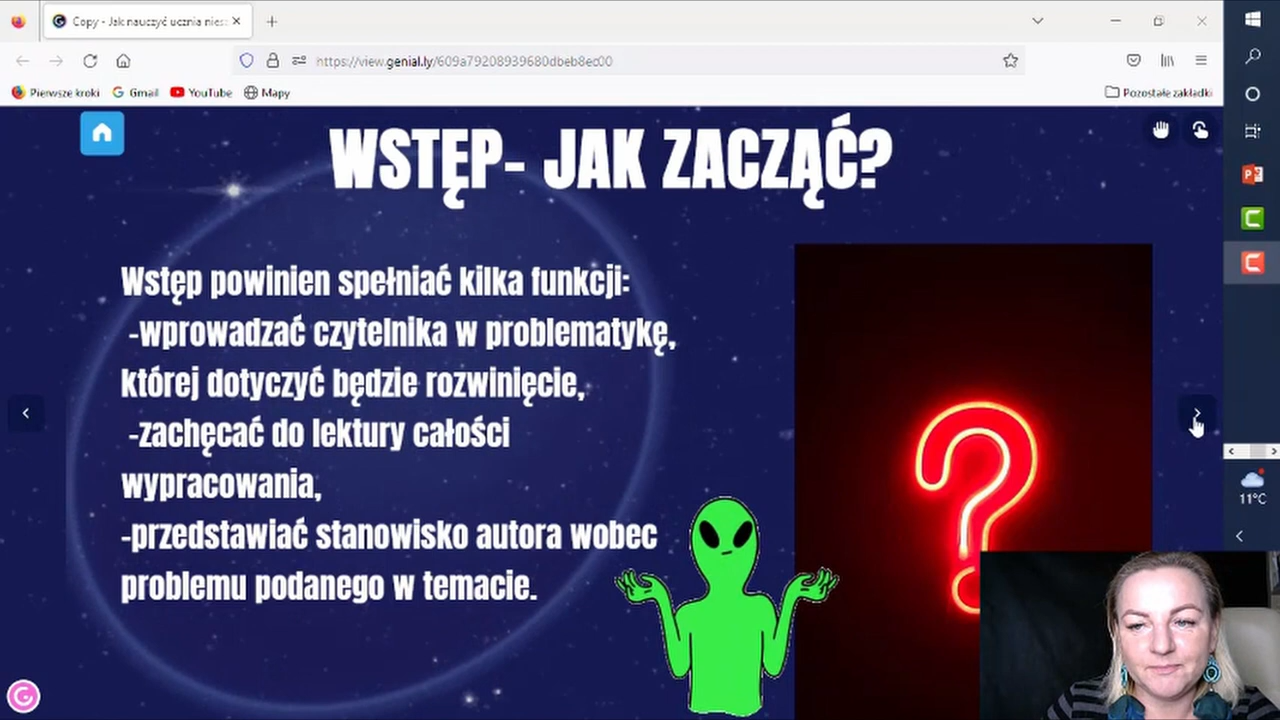 Copy - Jak nauczyć ucznia nies
https://view.genial.ly/609a79208939680dbeb8ec00
Pierwsze kroki
Gmail
YouTube
Mapy
Pozostałe zakładki
WSTĘP- JAK ZACZĄĆ?
Wstęp powinien spełniać kilka funkcji:
-wprowadzać czytelnika w problematykę,
której dotyczyć będzie rozwinięcie,
-zachęcać do lektury całości
wypracowania,
-przedstawiać stanowisko autora wobec
problemu podanego w temacie.
11°C